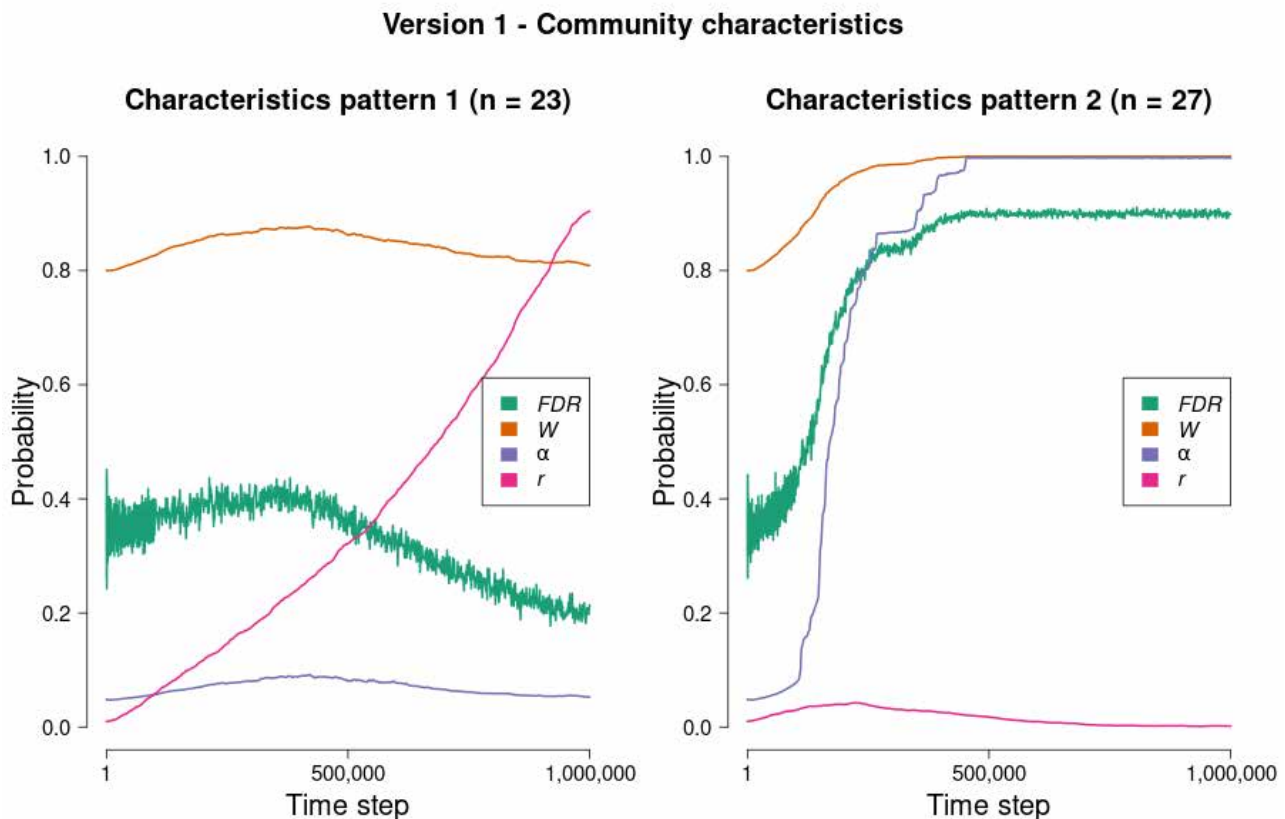 Version 1 - Community characteristics
Characteristics pattern 1 (n = 23)
Probability
1.0
0.8
0.6
0.4
0.2
0.0
FDR
W
α
r
1
500,000
1,000,000
Time step
Characteristics pattern 2 (n = 27)
Probability
1.0
0.8
0.6
0.4
0.2
0.0
FDR
W
α
r
1
500,000
1,000,000
Time step